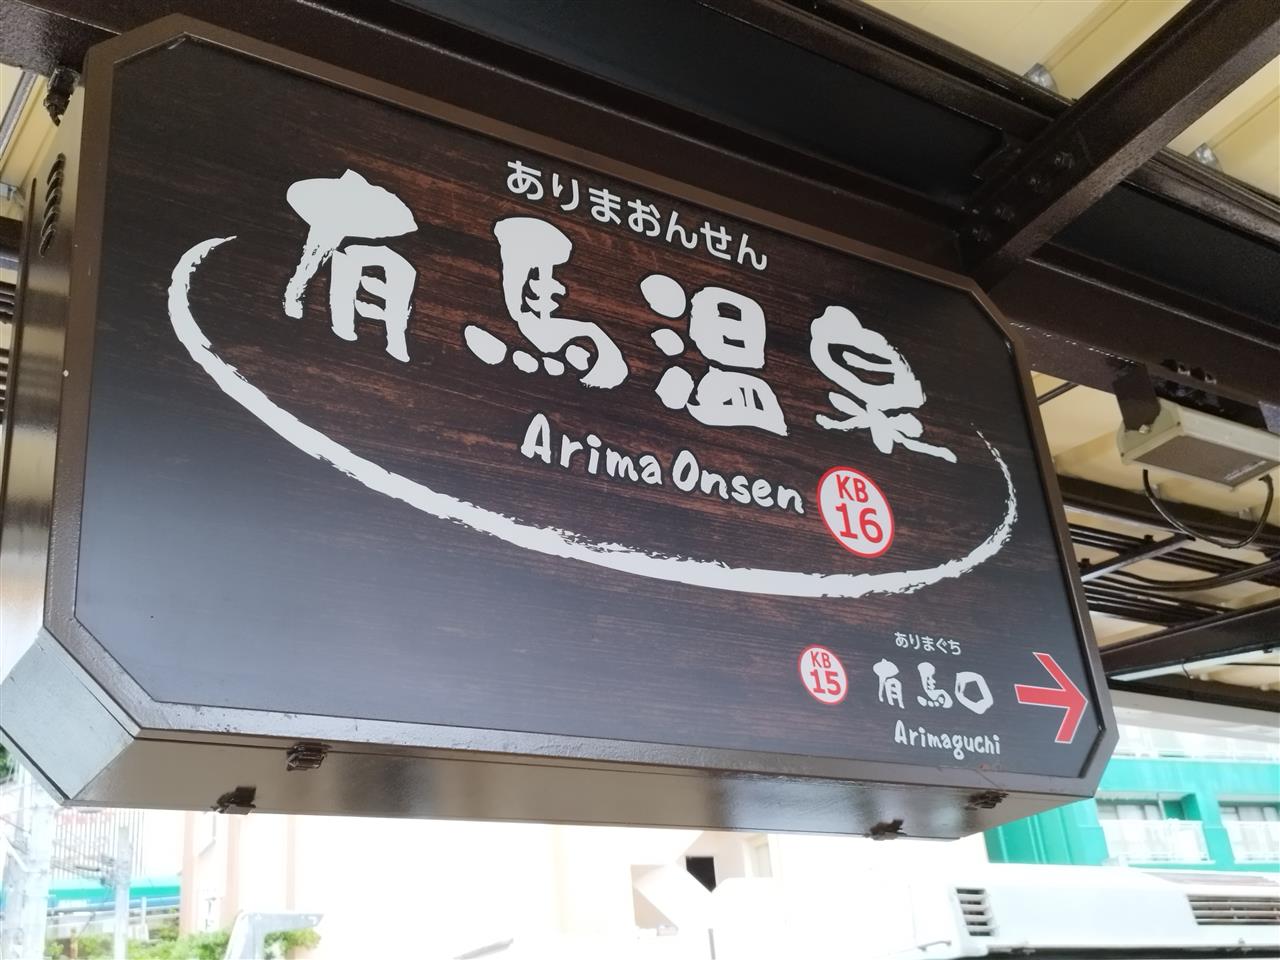 ありまおんせん
有馬温泉
Arima Onsen
KB
16
ありまぐち
KB
15
有馬口
Arimaguchi